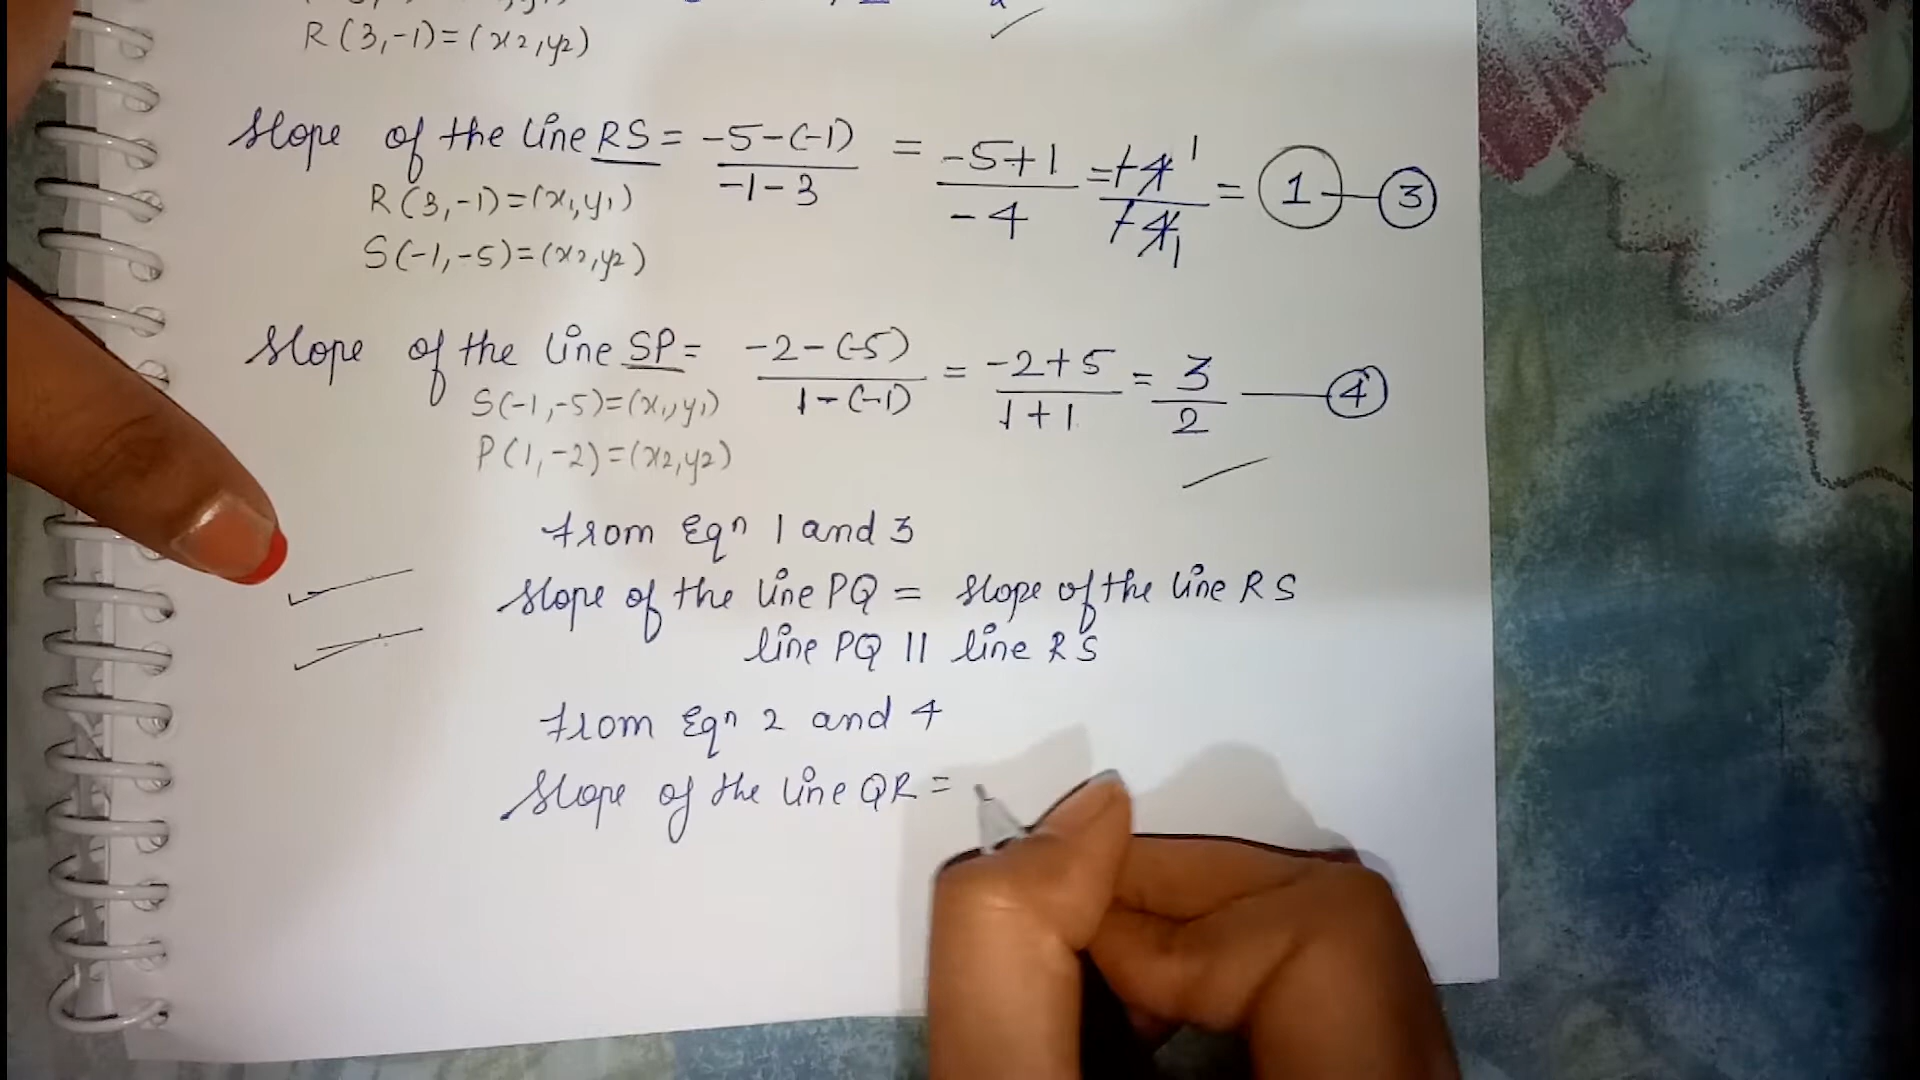 R(3,-1)=(x2,y2)
Slope of the line RS = -5-(-1)/-1-3 = -5+1/-4 = -4 1/-4 1 = 1 — 3
R(3,-1)=(x1,y1)
S(-1,-5)=(x2,y2)
Slope of the line SP = -2-(-5)/1-(-1) = -2+5/1+1 = 3/2 — 4
S(-1,-5)=(x1,y1)
P(1,-2)=(x2,y2)
from Eqn 1 and 3
Slope of the line PQ = Slope of the line RS
line PQ || line RS
from Eqn 2 and 4
Slope of the line QR =